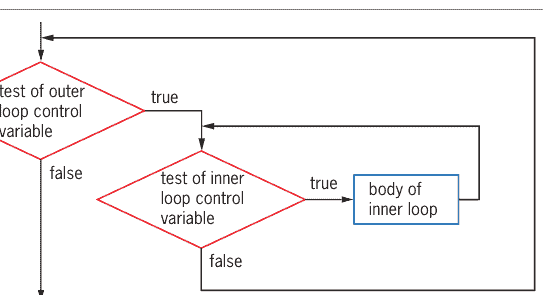 test of outer
loop control
variable
true
false
test of inner
loop control
variable
true
body of
inner loop
false